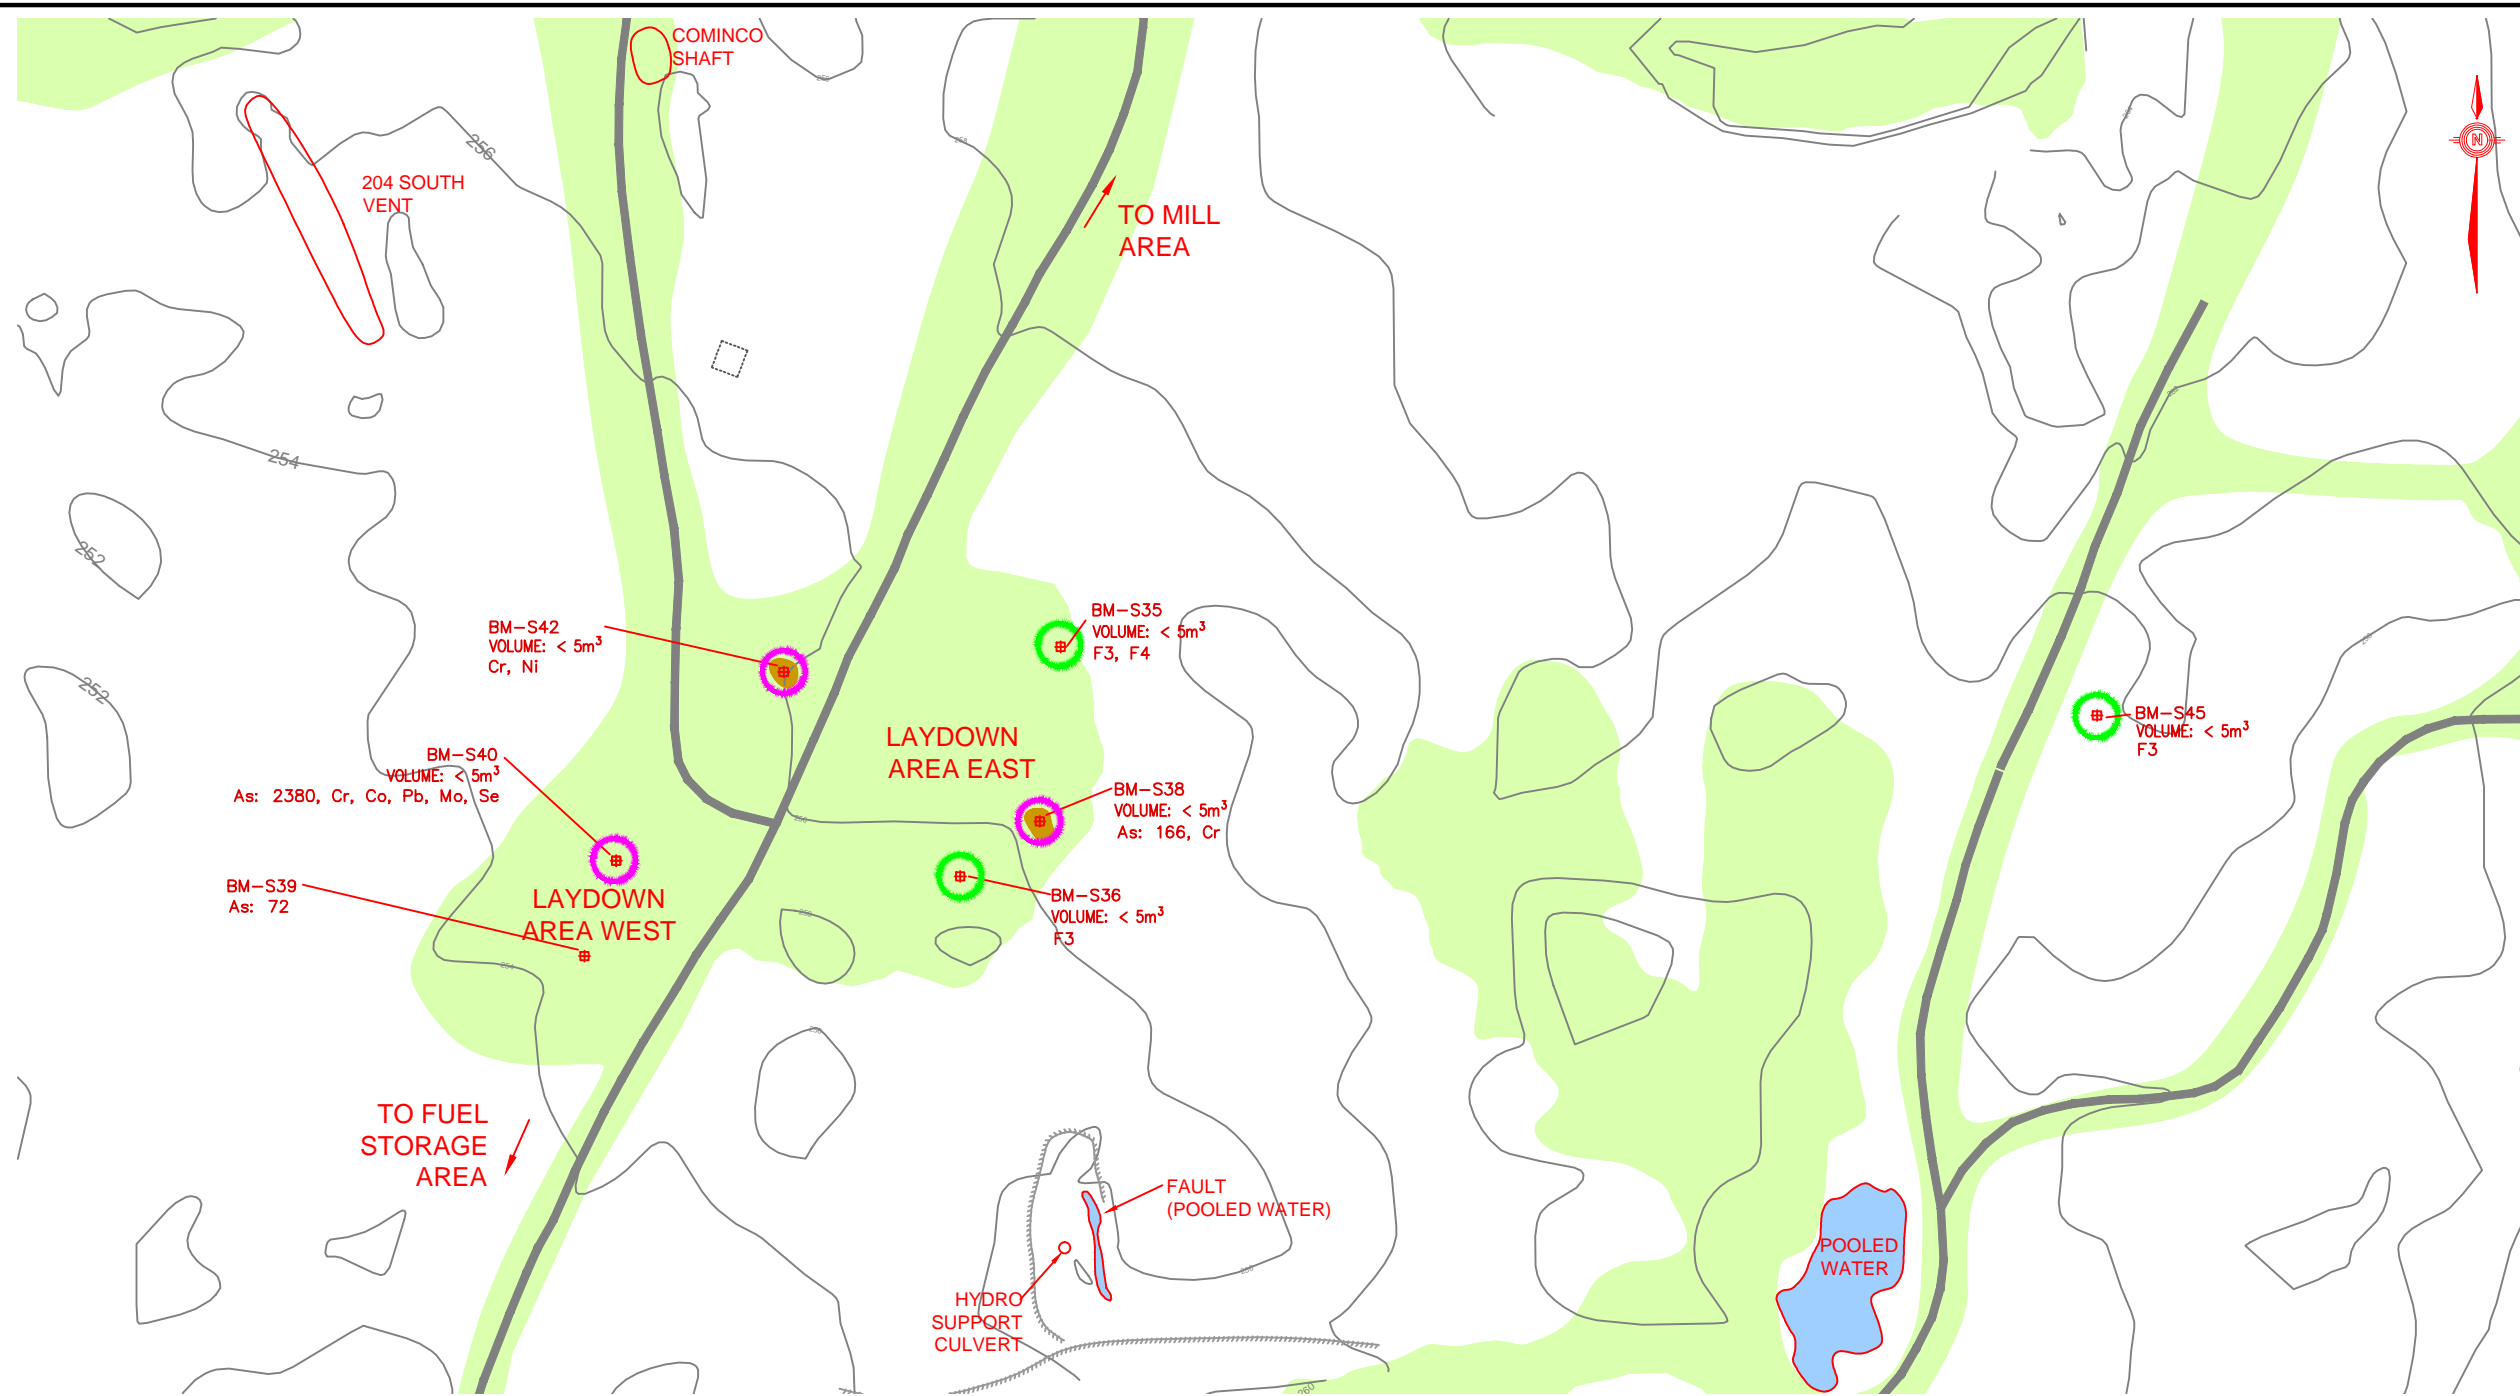 COMINCO
SHAFT
256
204 SOUTH
VENT
N
TO MILL
AREA
254
252
BM-S42
VOLUME: < 5m³
Cr, Ni
BM-S35
VOLUME: < 5m³
F3, F4
252
BM-S45
VOLUME: < 5m³
F3
LAYDOWN
AREA EAST
BM-S40
VOLUME: < 5m³
As: 2380, Cr, Co, Pb, Mo, Se
BM-S38
VOLUME: < 5m³
As: 166, Cr
BM-S39
As: 72
LAYDOWN
AREA WEST
BM-S36
VOLUME: < 5m³
F3
TO FUEL
STORAGE
AREA
FAULT
(POOLED WATER)
POOLED
WATER
HYDRO
SUPPORT
CULVERT
260